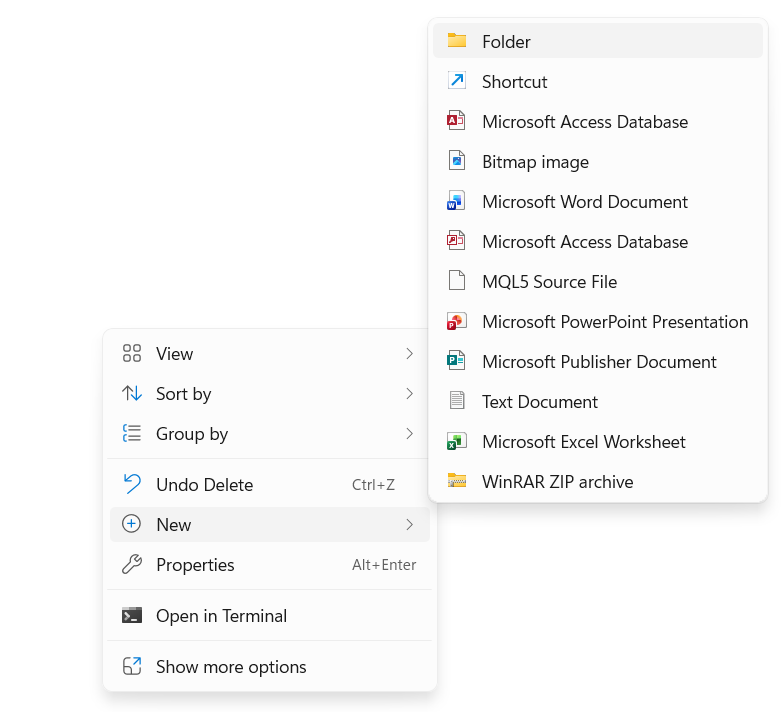 Folder
Shortcut
Microsoft Access Database
Bitmap image
Microsoft Word Document
Microsoft Access Database
MQL5 Source File
Microsoft PowerPoint Presentation
Microsoft Publisher Document
Text Document
Microsoft Excel Worksheet
WinRAR ZIP archive
View
Sort by
Group by
Undo Delete Ctrl+Z
New
Properties Alt+Enter
Open in Terminal
Show more options